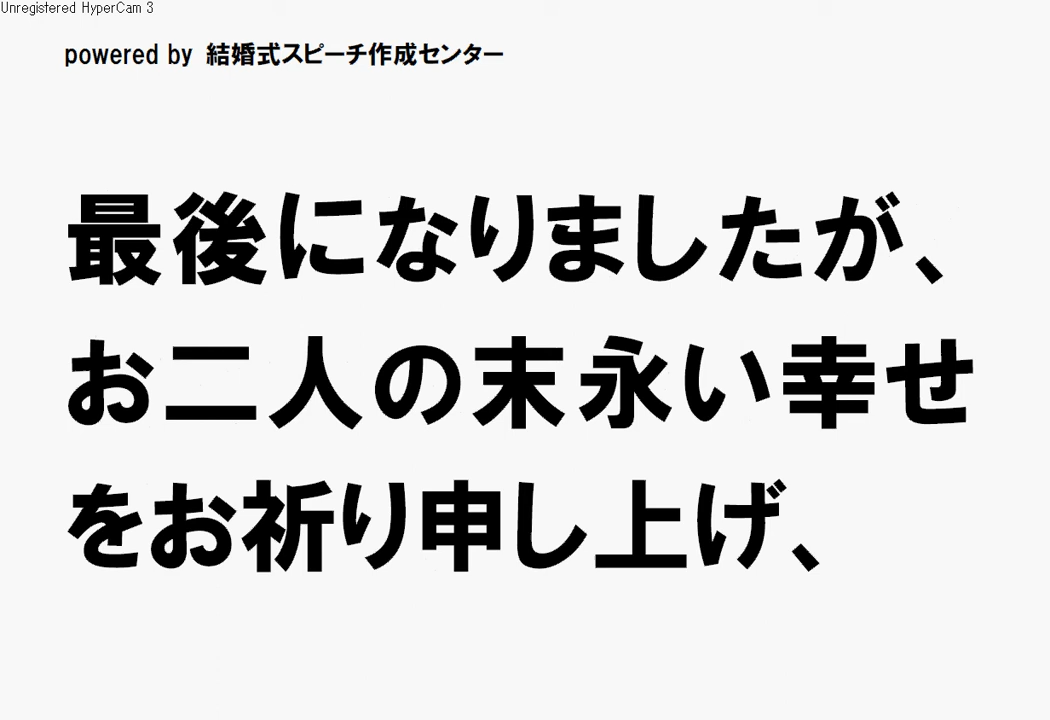 Unregistered HyperCam 3
powered by 結婚式スピーチ作成センター
最後になりましたが、
お二人の末永い幸せ
をお祈り申し上げ、